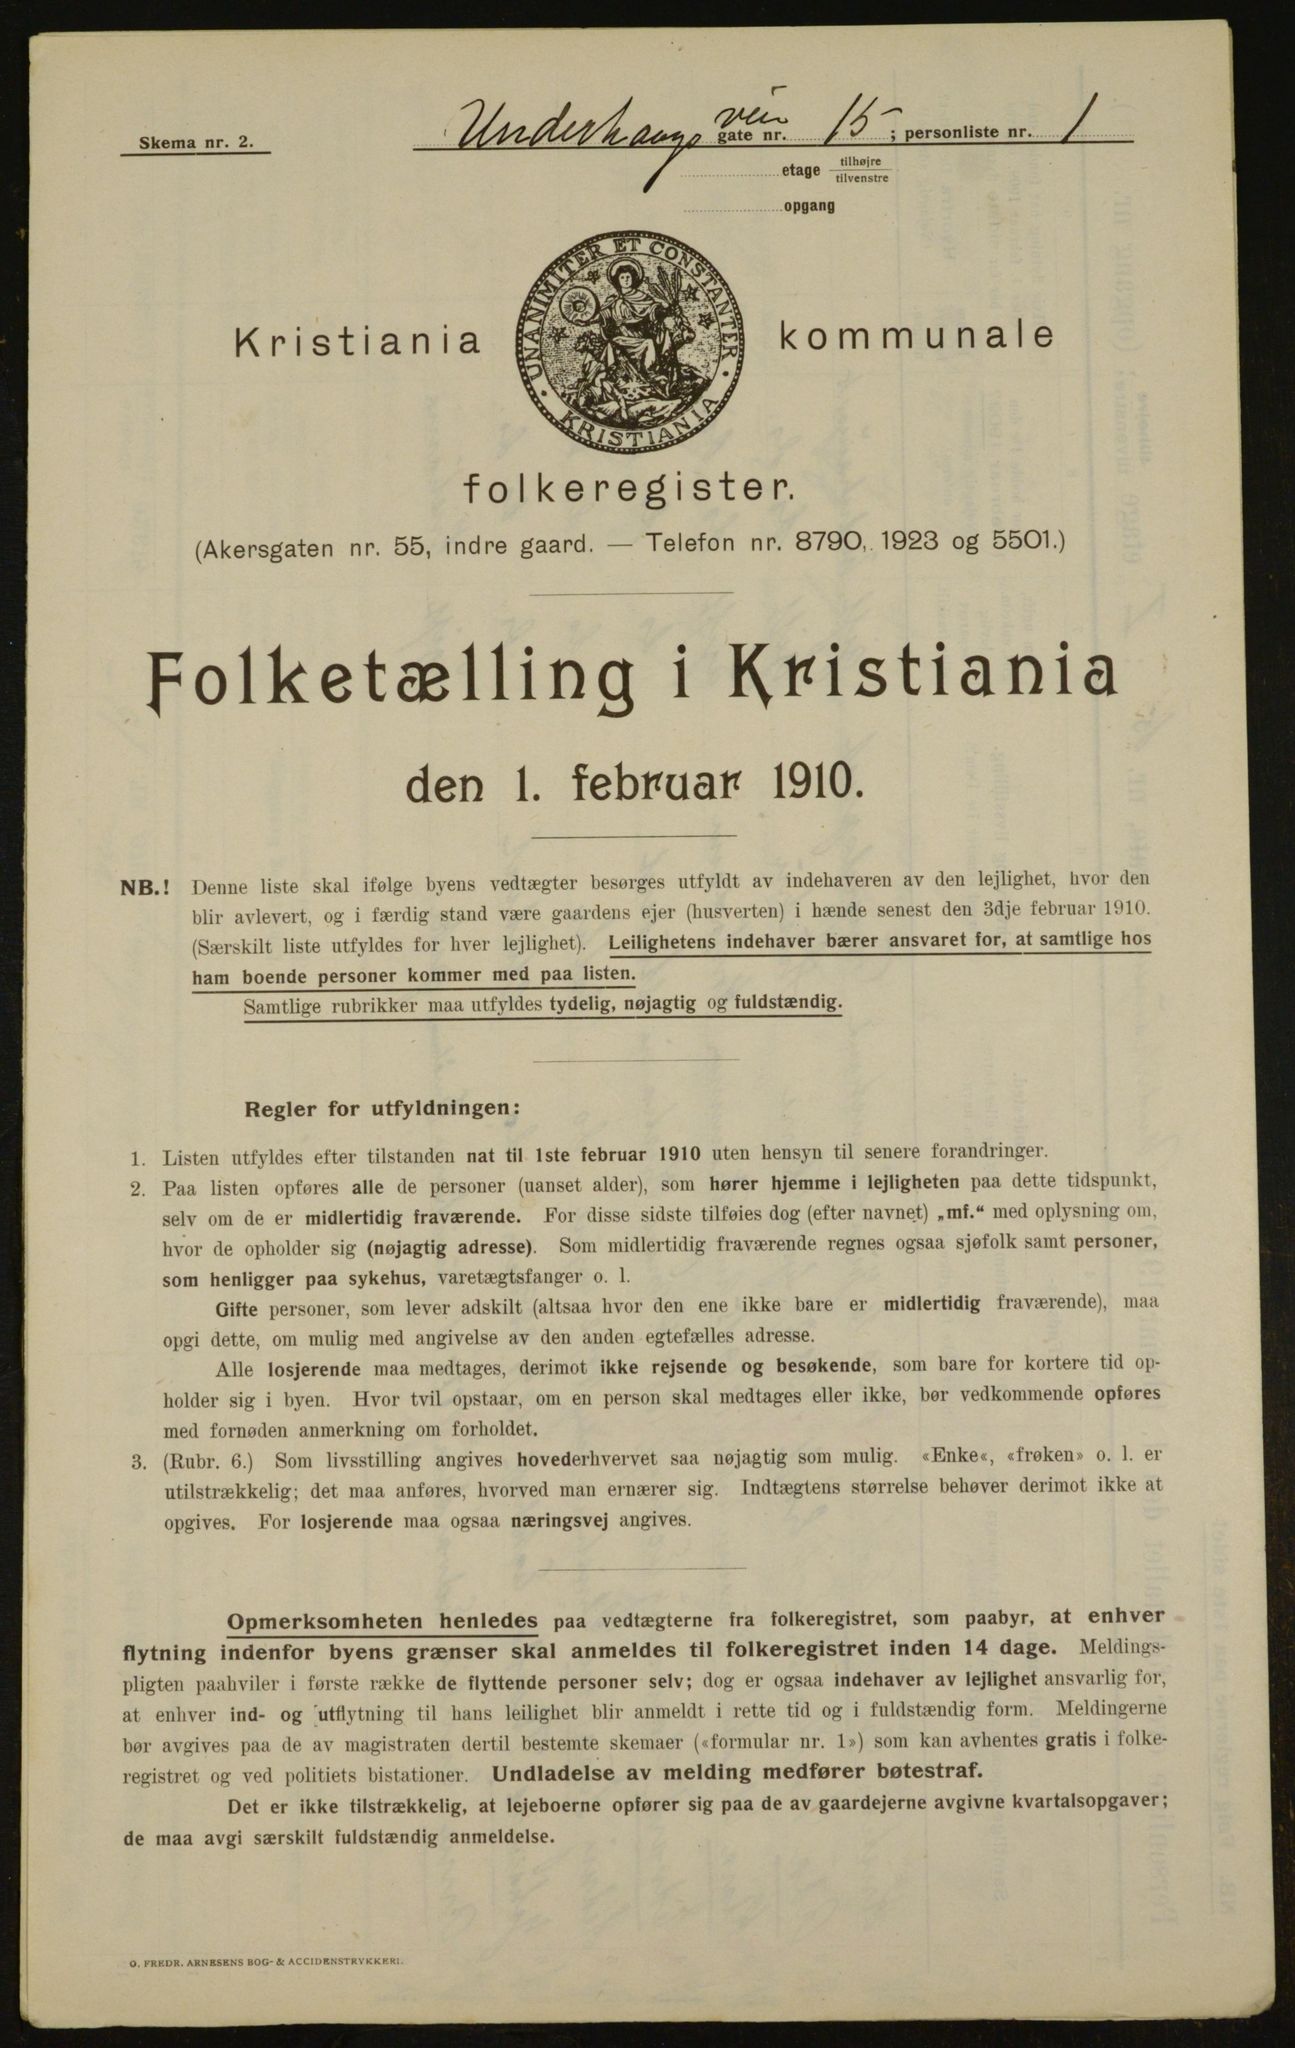 Skema nr. 2.
Underhaugs vein gate nr. 15 ; personliste nr. 1
etage tilhøjre
tilvenstre
opgang
UNANIMITER ET CONSTANTER
KRISTIANIA
Kristiania kommunale
folkeregister.
(Akersgaten nr. 55, indre gaard. — Telefon nr. 8790, 1923 og 5501.)
Folketælling i Kristiania
den 1. februar 1910.
NB.! Denne liste skal ifølge byens vedtægter besørges utfyldt av indehaveren av den lejlighet, hvor den
blir avlevert, og i færdig stand være gaardens ejer (husverten) i hænde senest den 3dje februar 1910.
(Særskilt liste utfyldes for hver lejlighet). Leilighetens indehaver bærer ansvaret for, at samtlige hos
ham boende personer kommer med paa listen.
Samtlige rubrikker maa utfyldes tydelig, nøjagtig og fuldstændig.
Regler for utfyldningen:
1. Listen utfyldes efter tilstanden nat til 1ste februar 1910 uten hensyn til senere forandringer.
2. Paa listen opføres alle de personer (uanset alder), som hører hjemme i lejligheten paa dette tidspunkt,
selv om de er midlertidig fraværende. For disse sidste tilføies dog (efter navnet) „mf.“ med oplysning om,
hvor de opholder sig (nøjagtig adresse). Som midlertidig fraværende regnes ogsaa sjøfolk samt personer,
som henligger paa sykehus, varetægtsfanger o. l.
Gifte personer, som lever adskilt (altsaa hvor den ene ikke bare er midlertidig fraværende), maa
opgi dette, om mulig med angivelse av den anden egtefælles adresse.
Alle losjerende maa medtages, derimot ikke rejsende og besøkende, som bare for kortere tid op-
holder sig i byen. Hvor tvil opstaar, om en person skal medtages eller ikke, bør vedkommende opføres
med fornøden anmerkning om forholdet.
3. (Rubr. 6.) Som livsstilling angives hovederhvervet saa nøjagtig som mulig. «Enke«, «frøken» o. l. er
utilstrækkelig; det maa anføres, hvorved man ernærer sig. Indtægtens størrelse behøver derimot ikke at
opgives. For losjerende maa ogsaa næringsvej angives.
Opmerksomheten henledes paa vedtægterne fra folkeregistret, som paabyr, at enhver
flytning indenfor byens grænser skal anmeldes til folkeregistret inden 14 dage. Meldings-
pligten paahviler i første række de flyttende personer selv; dog er ogsaa indehaver av lejlighet ansvarlig for,
at enhver ind- og utflytning til hans leilighet blir anmeldt i rette tid og i fuldstændig form. Meldingerne
bør avgives paa de av magistraten dertil bestemte skemaer («formular nr. 1») som kan avhentes gratis i folke-
registret og ved politiets bistationer. Undladelse av melding medfører bøtestraf.
Det er ikke tilstrækkelig, at lejeboerne opfører sig paa de av gaardejerne avgivne kvartalsopgaver;
de maa avgi særskilt fuldstændig anmeldelse.
O. FREDR. ARNESENS BOG- & ACCIDENSTRYKKERI.